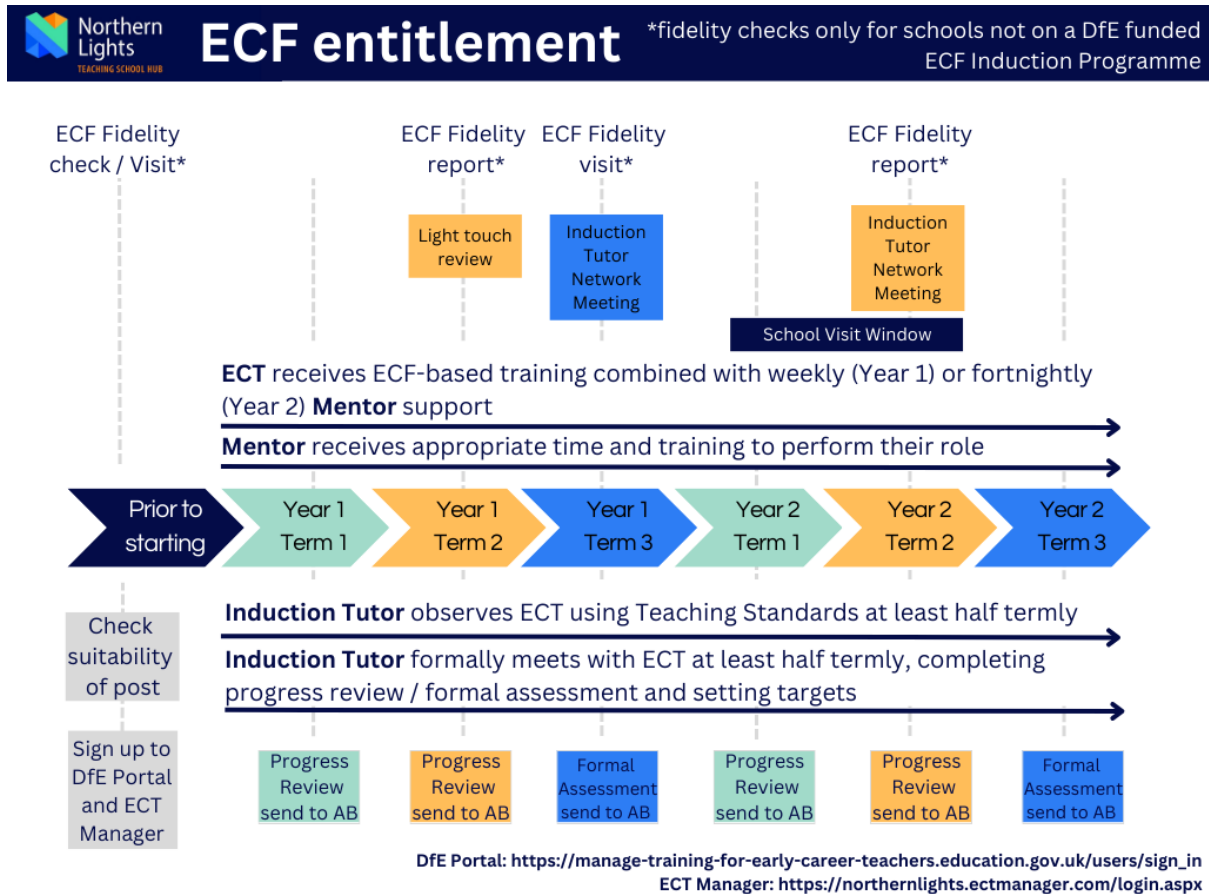 Northern
Lights
TEACHING SCHOOL HUB
ECF entitlement
*fidelity checks only for schools not on a DfE funded
ECF Induction Programme
ECF Fidelity
check / Visit*
ECF Fidelity
report*
ECF Fidelity
visit*
ECF Fidelity
report*
Light touch
review
Induction
Tutor
Network
Meeting
Induction
Tutor
Network
Meeting
School Visit Window
ECT receives ECF-based training combined with weekly (Year 1) or fortnightly
(Year 2) Mentor support
Mentor receives appropriate time and training to perform their role
Prior to
starting
Year 1
Term 1
Year 1
Term 2
Year 1
Term 3
Year 2
Term 1
Year 2
Term 2
Year 2
Term 3
Check
suitability
of post
Induction Tutor observes ECT using Teaching Standards at least half termly
Induction Tutor formally meets with ECT at least half termly, completing
progress review / formal assessment and setting targets
Sign up to
DfE Portal
and ECT
Manager
Progress
Review
send to AB
Progress
Review
send to AB
Formal
Assessment
send to AB
Progress
Review
send to AB
Progress
Review
send to AB
Formal
Assessment
send to AB
DfE Portal: https://manage-training-for-early-career-teachers.education.gov.uk/users/sign_in
ECT Manager: https://northernlights.ectmanager.com/login.aspx